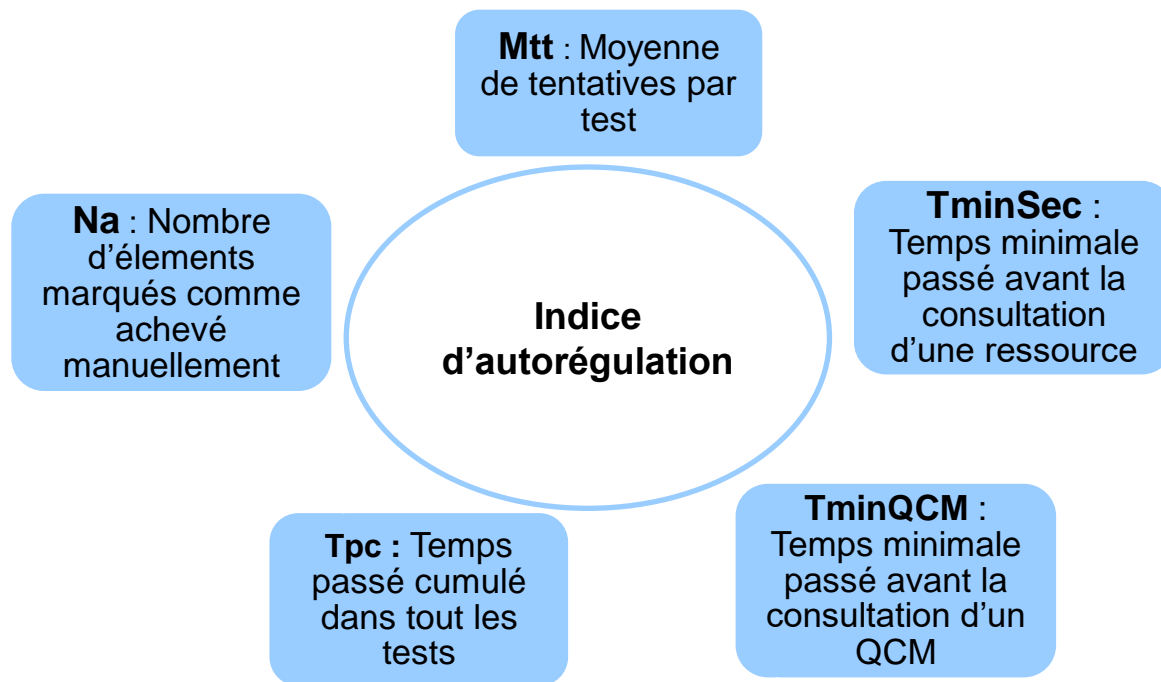 Mtt : Moyenne
de tentatives par
test
Na : Nombre
d'élements
marqués comme
achevé
manuellement
TminSec :
Temps minimale
passé avant la
consultation
d'une ressource
Indice
d'autorégulation
Tpc : Temps
passé cumulé
dans tout les
tests
TminQCM :
Temps minimale
passé avant la
consultation d'un
QCM